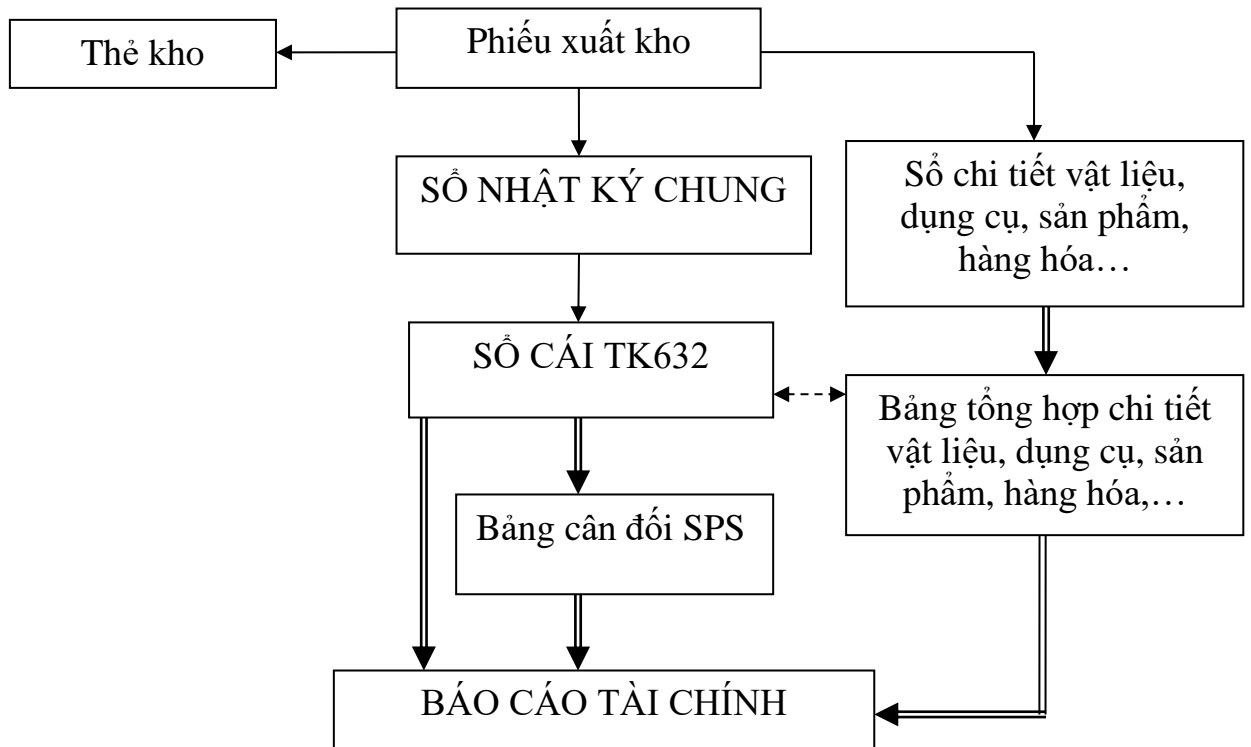 Thẻ kho
Phiếu xuất kho
SỔ NHẬT KÝ CHUNG
Sổ chi tiết vật liệu,
dụng cụ, sản phẩm,
hàng hóa…
SỔ CÁI TK632
Bảng tổng hợp chi tiết
vật liệu, dụng cụ, sản
phẩm, hàng hóa,…
Bảng cân đối SPS
BÁO CÁO TÀI CHÍNH